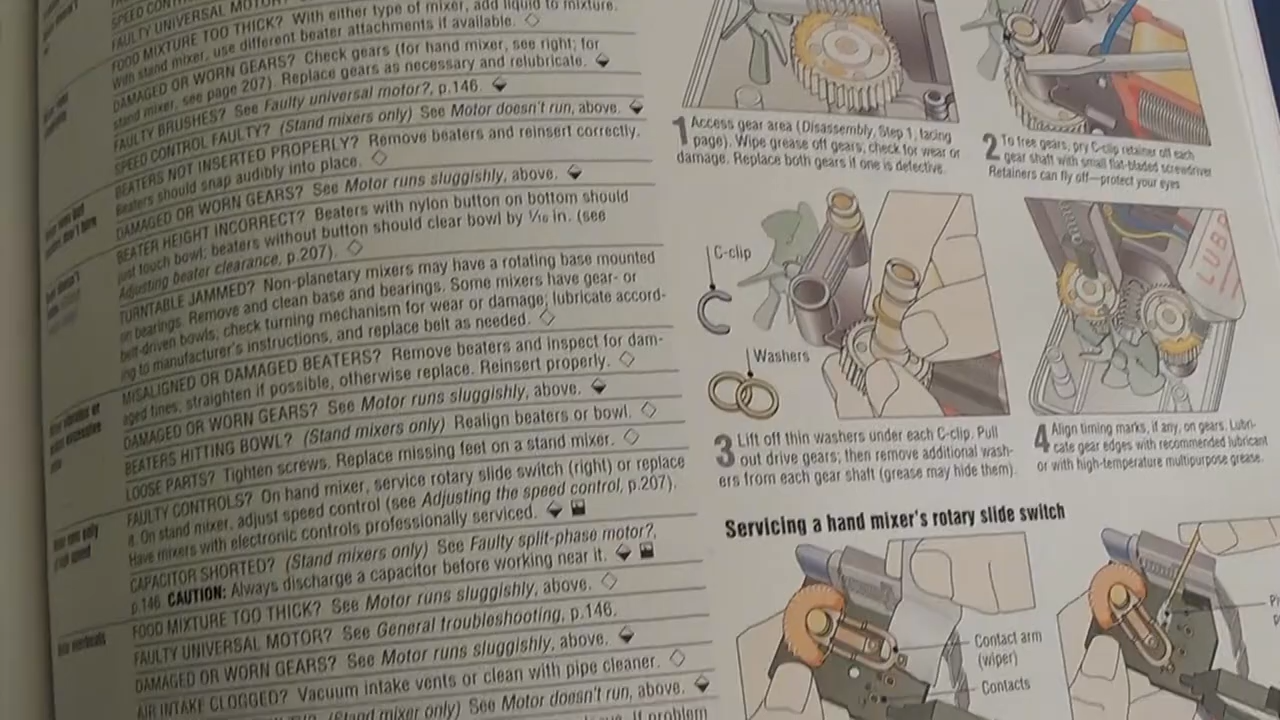 FAULTY UNIVERSAL MOTOR?
FOOD MIXTURE TOO THICK? With either type of mixer, add liquid to mixture.
With stand mixer, use different beater attachments if available.
DAMAGED OR WORN GEARS? Check gears (for hand mixer, see right; for
stand mixer, see page 207). Replace gears as necessary and relubricate.
FAULTY BRUSHES? See Faulty universal motor?, p.146.
SPEED CONTROL FAULTY? (Stand mixers only) See Motor doesn't run, above.
BEATERS NOT INSERTED PROPERLY? Remove beaters and reinsert correctly.
Beaters should snap audibly into place.
DAMAGED OR WORN GEARS? See Motor runs sluggishly, above.
BEATER HEIGHT INCORRECT? Beaters with nylon button on bottom should
just touch bowl; beaters without button should clear bowl by 1/16 in. (see
Adjusting beater clearance, p.207).
TURNTABLE JAMMED? Non-planetary mixers may have a rotating base mounted
on bearings. Remove and clean base and bearings. Some mixers have gear- or
belt-driven bowls; check turning mechanism for wear or damage; lubricate accord-
ing to manufacturer's instructions, and replace belt as needed.
MISALIGNED OR DAMAGED BEATERS? Remove beaters and inspect for dam-
aged tines; straighten if possible, otherwise replace. Reinsert properly.
DAMAGED OR WORN GEARS? See Motor runs sluggishly, above.
BEATERS HITTING BOWL? (Stand mixers only) Realign beaters or bowl.
LOOSE PARTS? Tighten screws. Replace missing feet on a stand mixer.
FAULTY CONTROLS? On hand mixer, service rotary slide switch (right) or replace
it. On stand mixer, adjust speed control (see Adjusting the speed control, p.207).
Have mixers with electronic controls professionally serviced.
CAPACITOR SHORTED? (Stand mixers only) See Faulty split-phase motor?,
p.146. CAUTION: Always discharge a capacitor before working near it.
FOOD MIXTURE TOO THICK? See Motor runs sluggishly, above.
FAULTY UNIVERSAL MOTOR? See General troubleshooting, p.146.
DAMAGED OR WORN GEARS? See Motor runs sluggishly, above.
AIR INTAKE CLOGGED? Vacuum intake vents or clean with pipe cleaner.
(Stand mixer only) See Motor doesn't run, above.
If problem
1 Access gear area (Disassembly, Step 1, facing
page). Wipe grease off gears; check for wear or
damage. Replace both gears if one is defective.
2 To free gears, pry C-clip retainer off each
gear shaft with small flat-bladed screwdriver
Retainers can fly off—protect your eyes
C-clip
Washers
LUBR
3 Lift off thin washers under each C-clip. Pull
out drive gears; then remove additional wash-
ers from each gear shaft (grease may hide them).
4 Align timing marks, if any, on gears. Lubri-
cate gear edges with recommended lubricant
or with high-temperature multipurpose grease.
Servicing a hand mixer's rotary slide switch
Contact arm
(wiper)
Contacts